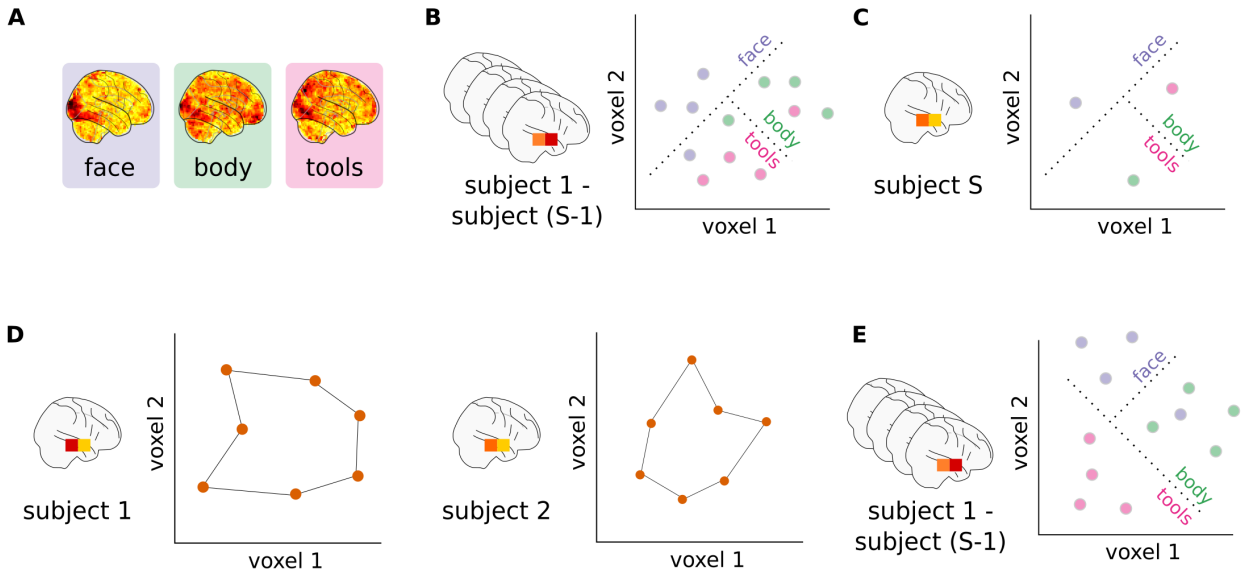 A
face
body
tools
B
subject 1 -
subject (S-1)
voxel 2
face
body
tools
voxel 1
C
subject S
voxel 2
face
body
tools
voxel 1
D
subject 1
voxel 2
voxel 1
subject 2
voxel 2
voxel 1
E
subject 1 -
subject (S-1)
voxel 2
face
body
tools
voxel 1